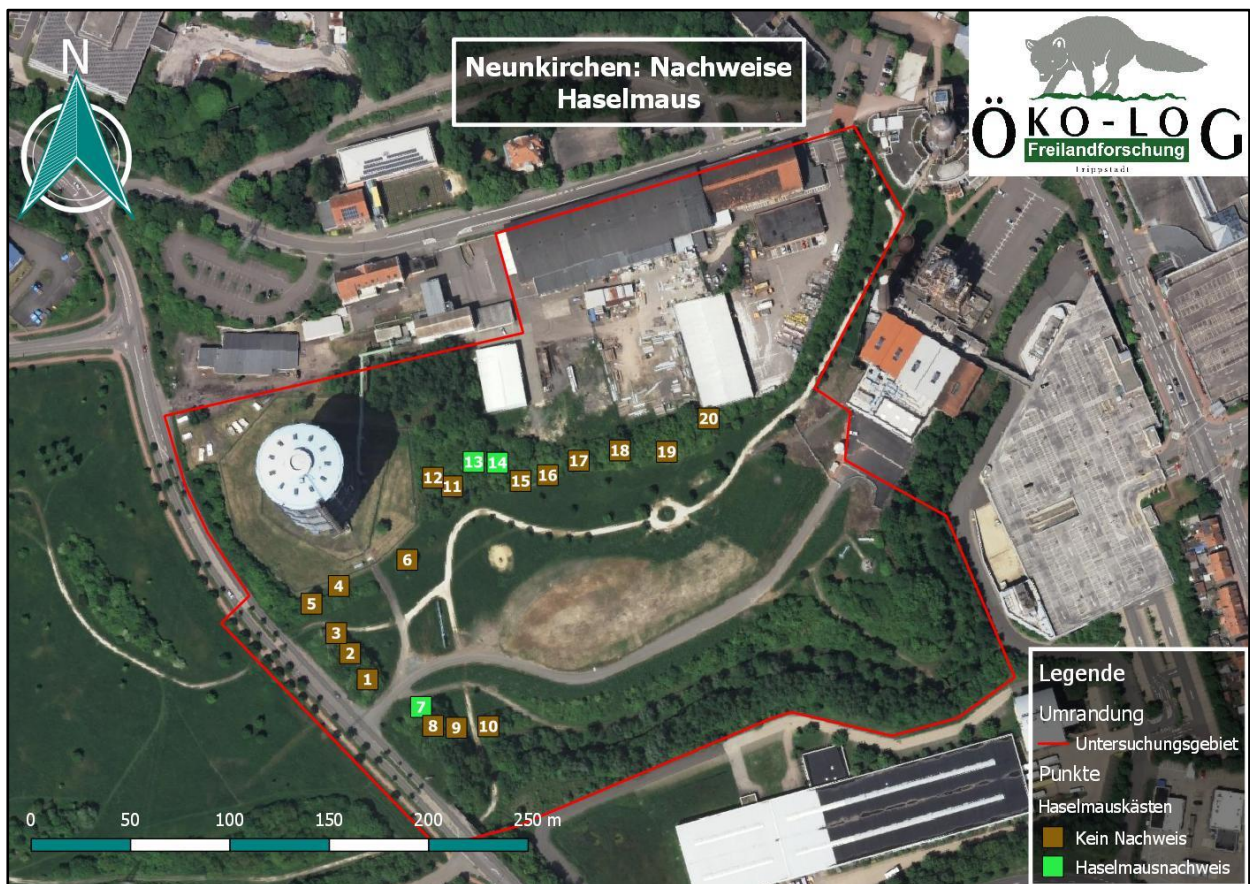 N
Neunkirchen: Nachweise
Haselmaus
ÖKO-LOG
Freilandforschung
Trippstadt
20
13 14 15 16 17 18 19
12 11
6
4
5
3
2
1
7
8 9 10
0 50 100 150 200 250 m
Legende
Umrandung
Untersuchungsgebiet
Punkte
Haselmauskästen
Kein Nachweis
Haselmausnachweis